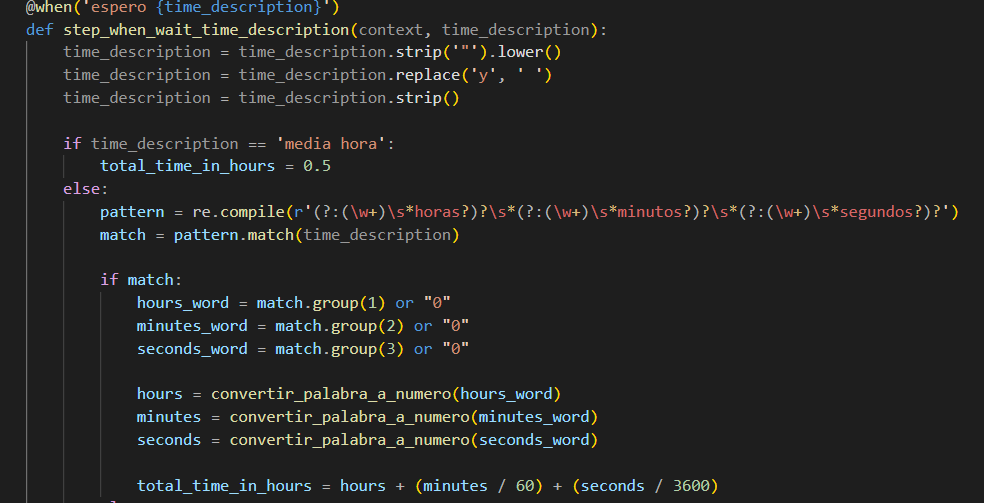 @when('espero {time_description}')
def step_when_wait_time_description(context, time_description):
    time_description = time_description.strip('"').lower()
    time_description = time_description.replace('y', ' ')
    time_description = time_description.strip()

    if time_description == 'media hora':
        total_time_in_hours = 0.5
    else:
        pattern = re.compile(r'(?:(\w+)\s*horas?)?\s*(?:(\w+)\s*minutos?)?\s*(?:(\w+)\s*segundos?)?')
        match = pattern.match(time_description)

        if match:
            hours_word = match.group(1) or "0"
            minutes_word = match.group(2) or "0"
            seconds_word = match.group(3) or "0"

            hours = convertir_palabra_a_numero(hours_word)
            minutes = convertir_palabra_a_numero(minutes_word)
            seconds = convertir_palabra_a_numero(seconds_word)

            total_time_in_hours = hours + (minutes / 60) + (seconds / 3600)